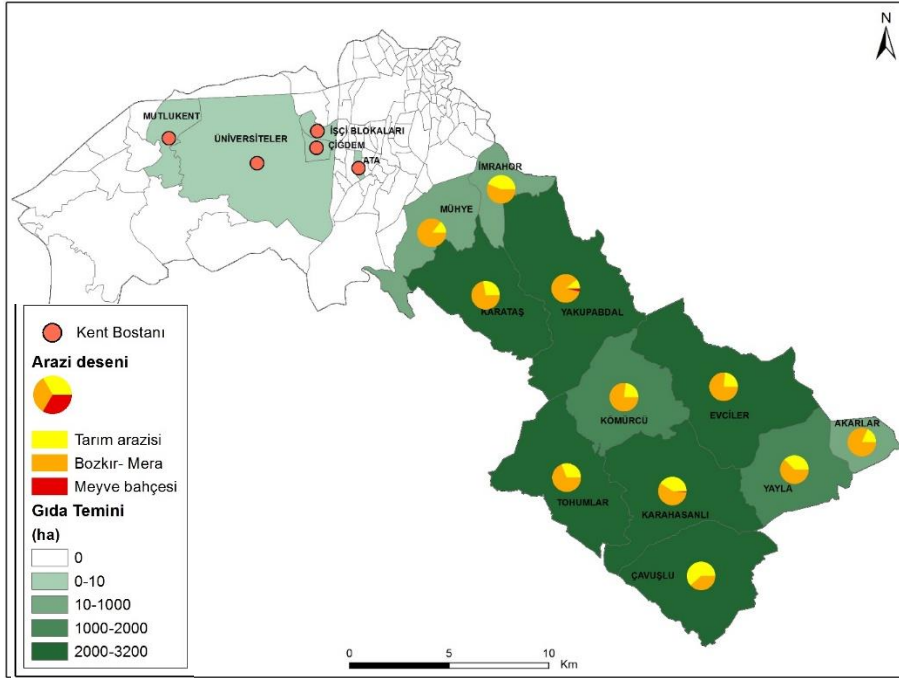 N
MUTLUKENT
ÜNİVERSİTELER
İŞÇİ BLOKALARI
ÇİĞDEM
ATA
İMRAHOR
MÜHYE
KARATAŞ
YAKUPABDAL
KÖMÜRCÜ
EVCİLER
AKARLAR
YAYLA
TOHUMLAR
KARAHASANLI
ÇAVUŞLU
Kent Bostanı
Arazi deseni
Tarım arazisi
Bozkır- Mera
Meyve bahçesi
Gıda Temini
(ha)
0
0-10
10-1000
1000-2000
2000-3200
0 5 10
Km